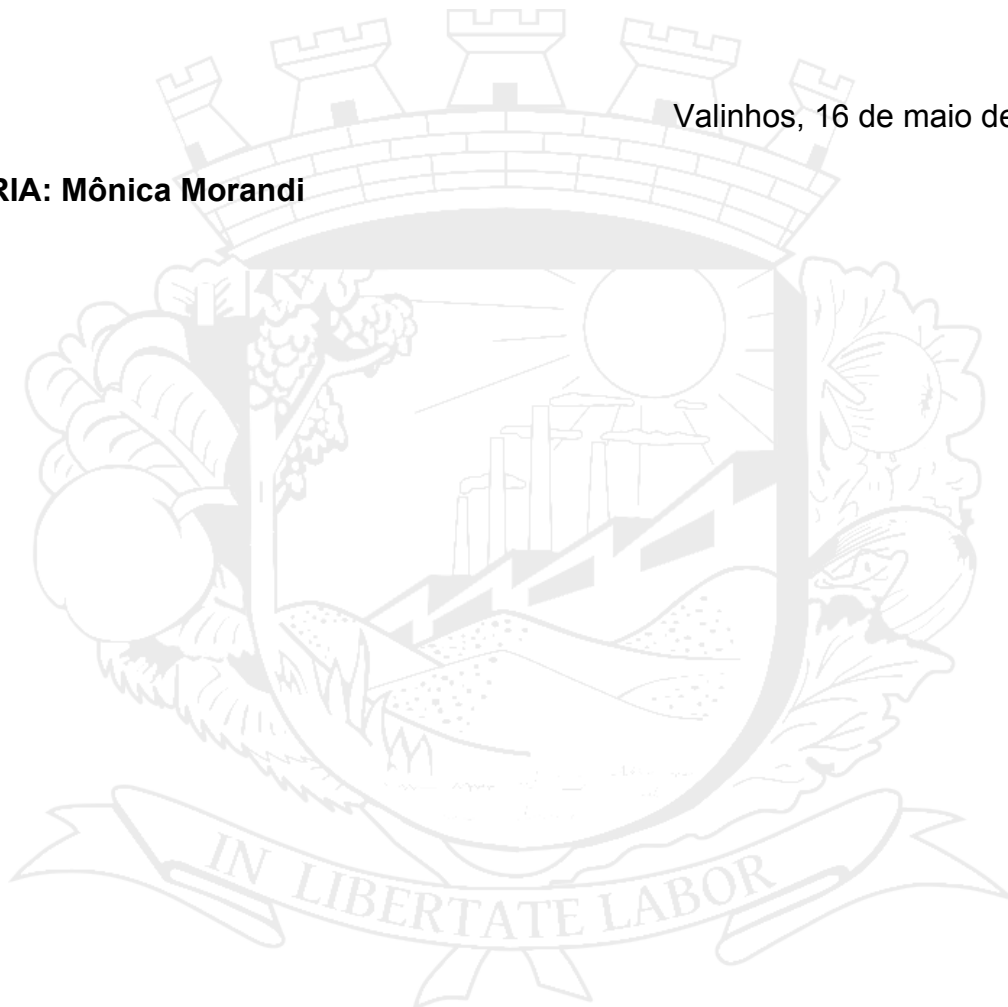 Valinhos, 16 de maio de
RIA: Mônica Morandi
IN LIBERTATE LABOR